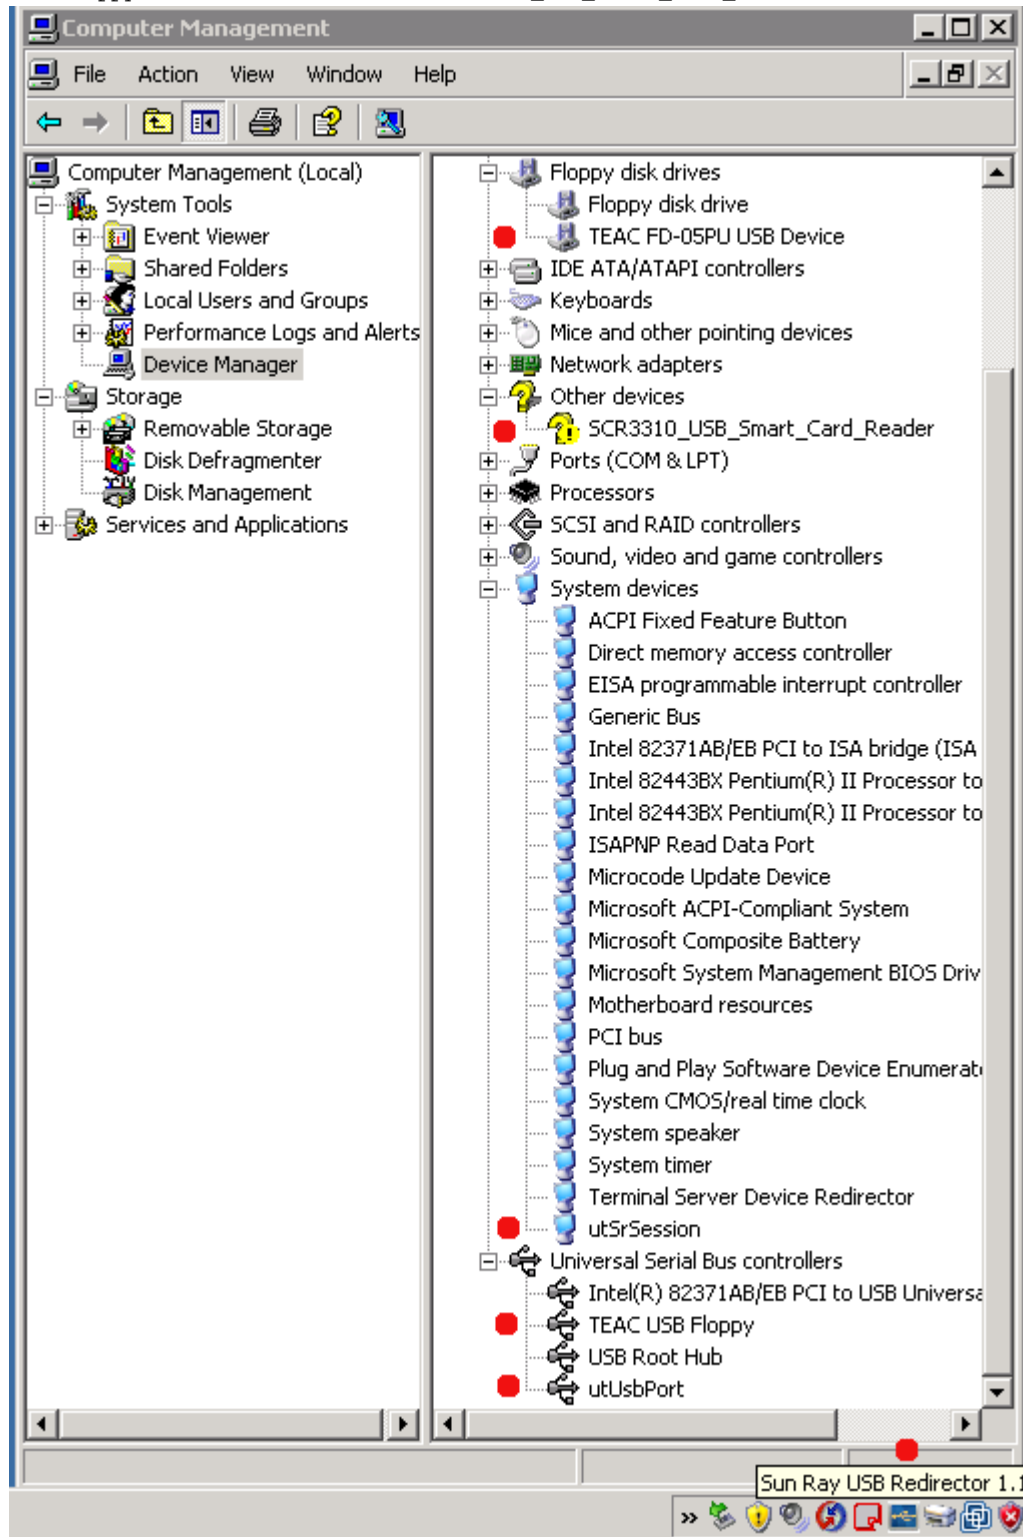 Computer Management
File Action View Window Help
Computer Management (Local)
System Tools
Event Viewer
Shared Folders
Local Users and Groups
Performance Logs and Alerts
Device Manager
Storage
Removable Storage
Disk Defragmenter
Disk Management
Services and Applications
Floppy disk drives
Floppy disk drive
TEAC FD-05PU USB Device
IDE ATA/ATAPI controllers
Keyboards
Mice and other pointing devices
Network adapters
Other devices
SCR3310_USB_Smart_Card_Reader
Ports (COM & LPT)
Processors
SCSI and RAID controllers
Sound, video and game controllers
System devices
ACPI Fixed Feature Button
Direct memory access controller
EISA programmable interrupt controller
Generic Bus
Intel 82371AB/EB PCI to ISA bridge (ISA
Intel 82443BX Pentium(R) II Processor to
Intel 82443BX Pentium(R) II Processor to
ISAPNP Read Data Port
Microcode Update Device
Microsoft ACPI-Compliant System
Microsoft Composite Battery
Microsoft System Management BIOS Driv
Motherboard resources
PCI bus
Plug and Play Software Device Enumerat
System CMOS/real time clock
System speaker
System timer
Terminal Server Device Redirector
utSrSession
Universal Serial Bus controllers
Intel(R) 82371AB/EB PCI to USB Universa
TEAC USB Floppy
USB Root Hub
utUsbPort
Sun Ray USB Redirector 1.1